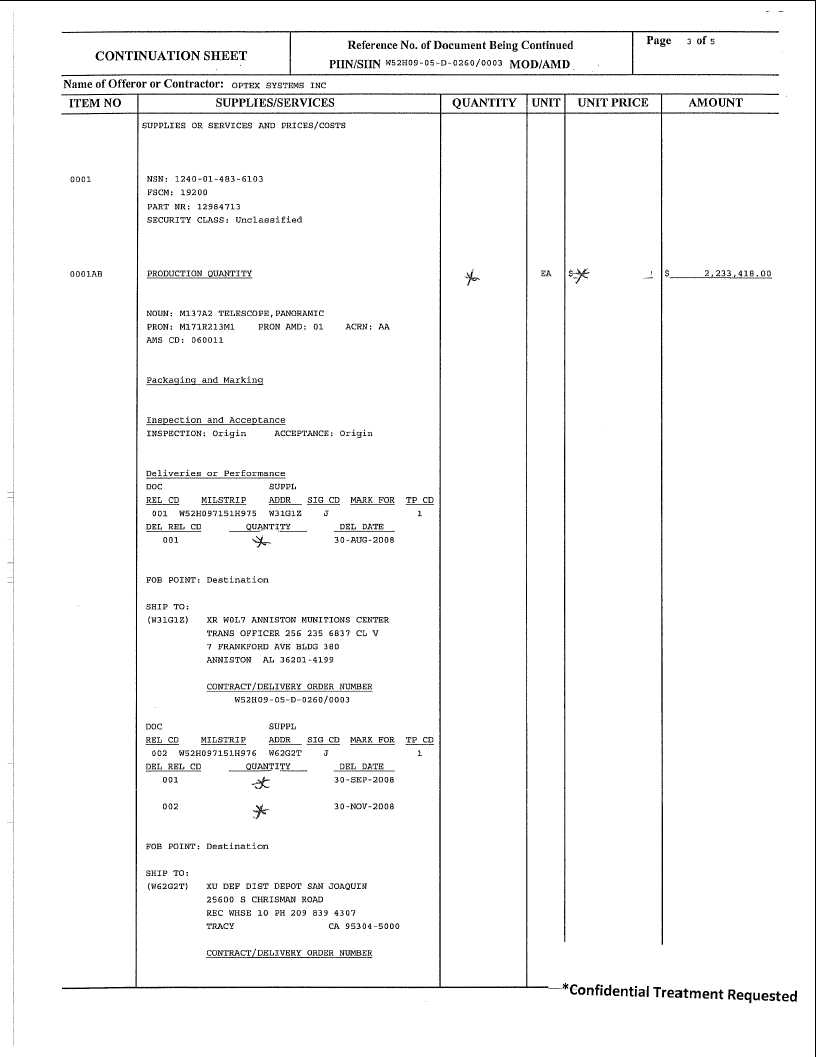 CONTINUATION SHEET
Reference No. of Document Being Continued
PIIN/SIIN W52H09-05-D-0260/0003 MOD/AMD
Page 3 of 5
Name of Offeror or Contractor: OPTEX SYSTEMS INC
ITEM NO SUPPLIES/SERVICES QUANTITY UNIT UNIT PRICE AMOUNT
SUPPLIES OR SERVICES AND PRICES/COSTS
0001 NSN: 1240-01-483-6103
FSCM: 19200
PART NR: 12984713
SECURITY CLASS: Unclassified
0001AB PRODUCTION QUANTITY * EA $ * $ 2,233,418.00
NOUN: M137A2 TELESCOPE,PANORAMIC
PRON: M171R213M1 PRON AMD: 01 ACRN: AA
AMS CD: 060011
Packaging and Marking
Inspection and Acceptance
INSPECTION: Origin ACCEPTANCE: Origin
Deliveries or Performance
DOC SUPPL
REL CD MILSTRIP ADDR SIG CD MARK FOR TP CD
001 W52H097151H975 W31G1Z J 1
DEL REL CD QUANTITY DEL DATE
001 * 30-AUG-2008
FOB POINT: Destination
SHIP TO:
(W31G1Z) XR W0L7 ANNISTON MUNITIONS CENTER
TRANS OFFICER 256 235 6837 CL V
7 FRANKFORD AVE BLDG 380
ANNISTON AL 36201-4199
CONTRACT/DELIVERY ORDER NUMBER
W52H09-05-D-0260/0003
DOC SUPPL
REL CD MILSTRIP ADDR SIG CD MARK FOR TP CD
002 W52H097151H976 W62G2T J 1
DEL REL CD QUANTITY DEL DATE
001 * 30-SEP-2008
002 * 30-NOV-2008
FOB POINT: Destination
SHIP TO:
(W62G2T) XU DEF DIST DEPOT SAN JOAQUIN
25600 S CHRISMAN ROAD
REC WHSE 10 PH 209 839 4307
TRACY CA 95304-5000
CONTRACT/DELIVERY ORDER NUMBER
*Confidential Treatment Requested